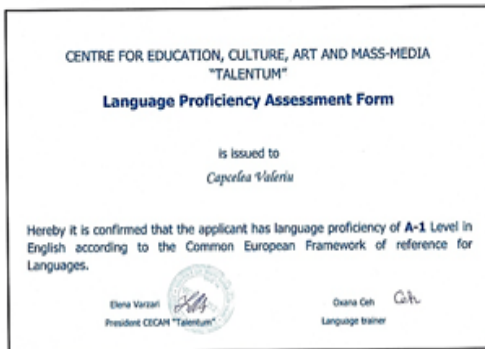 CENTRE FOR EDUCATION, CULTURE, ART AND MASS-MEDIA
"TALENTUM"
Language Proficiency Assessment Form
is issued to
Capcelea Valeriu
Hereby it is confirmed that the applicant has language proficiency of A-1 Level in
English according to the Common European Framework of reference for
Languages.
Elena Varzari
President CECAM "Talentum"
Oxana Ceh Ceh
Language trainer